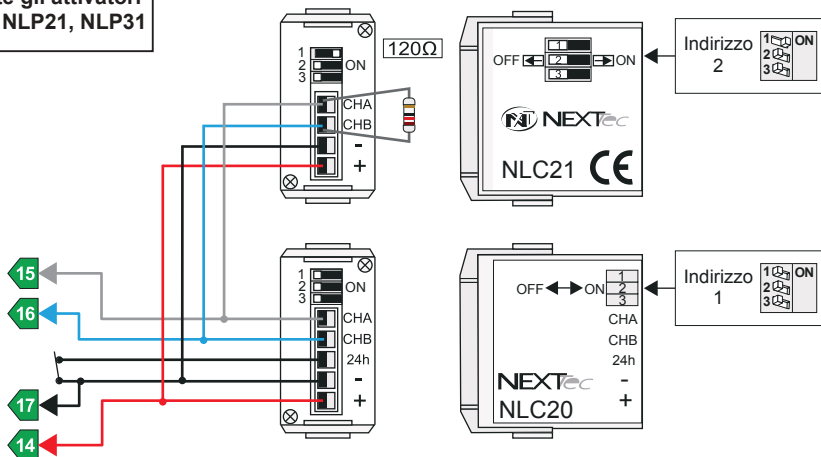 te gli attivatori
NLP21, NLP31
1
2
3
ON
CHA
CHB
-
+
120Ω
OFF
1
2
3
ON
NEXTec
NLC21
CE
Indirizzo
2
1
2
3
ON
15
16
17
14
1
2
3
ON
CHA
CHB
24h
-
+
OFF
ON
1
2
3
CHA
CHB
24h
-
+
NEXTec
NLC20
Indirizzo
1
1
2
3
ON